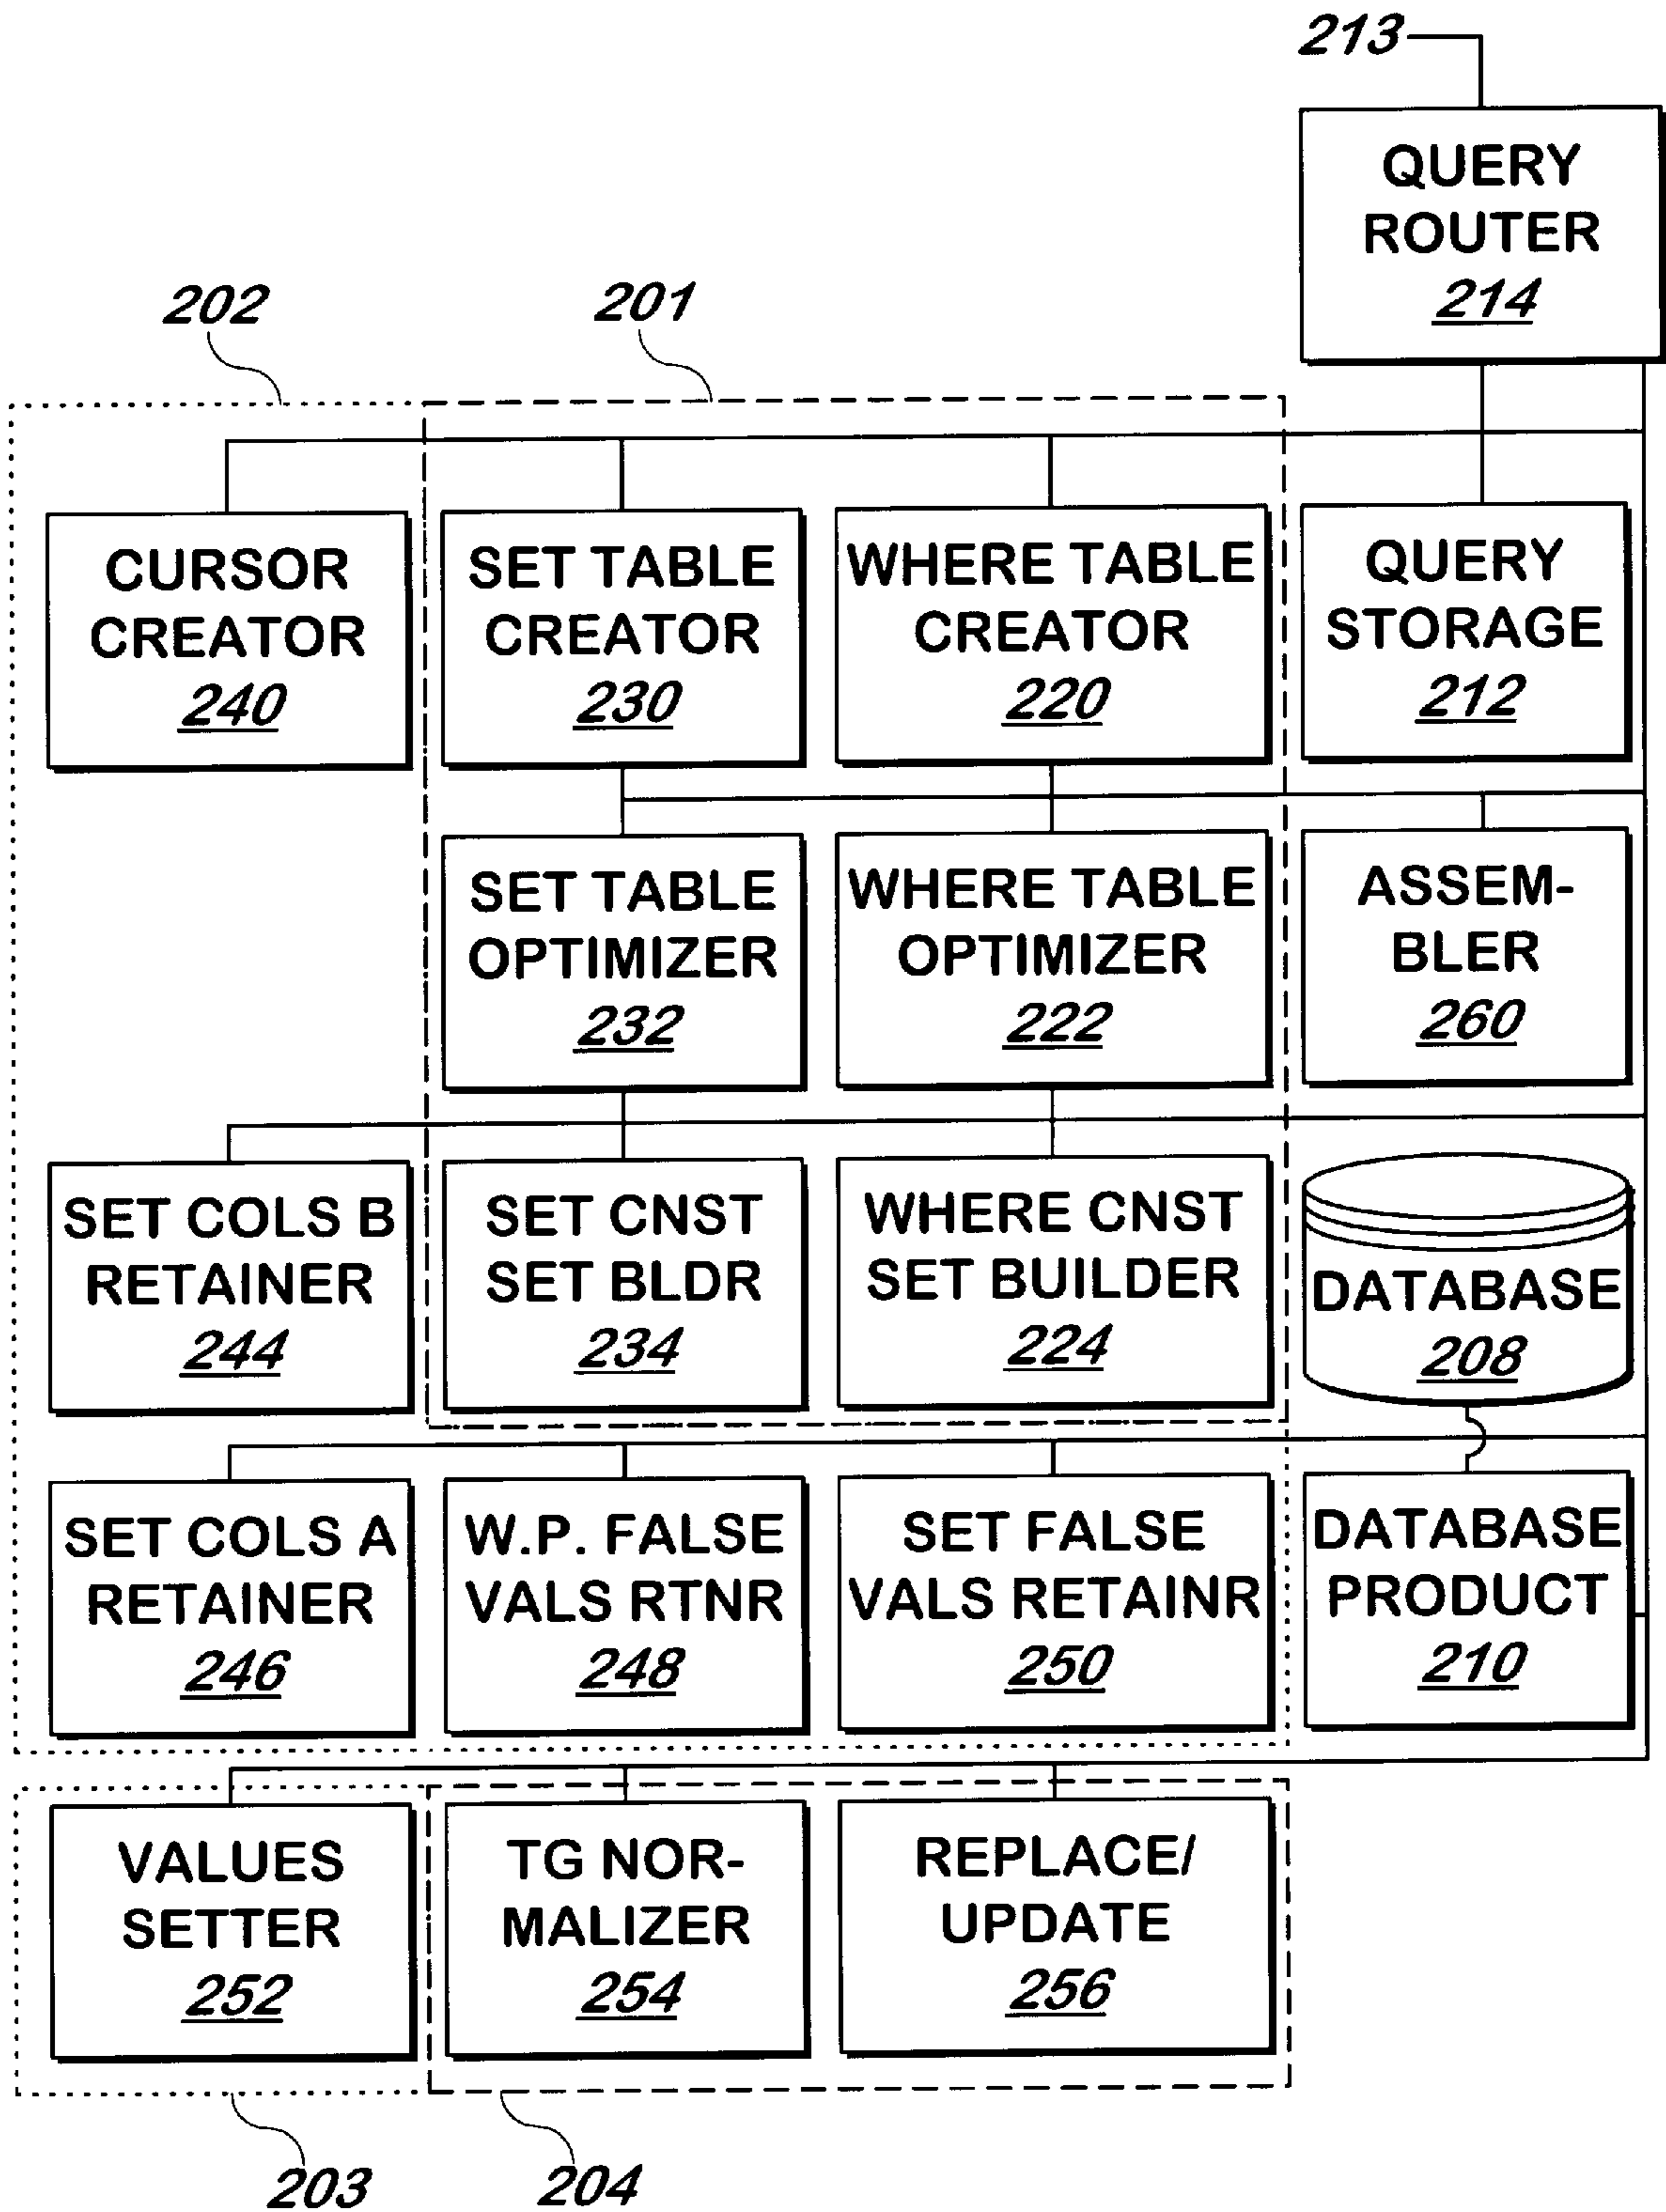 213
QUERY
ROUTER
214
202
201
CURSOR
CREATOR
240
SET TABLE
CREATOR
230
WHERE TABLE
CREATOR
220
QUERY
STORAGE
212
SET TABLE
OPTIMIZER
232
WHERE TABLE
OPTIMIZER
222
ASSEM-
BLER
260
SET COLS B
RETAINER
244
SET CNST
SET BLDR
234
WHERE CNST
SET BUILDER
224
DATABASE
208
SET COLS A
RETAINER
246
W.P. FALSE
VALS RTNR
248
SET FALSE
VALS RETAINR
250
DATABASE
PRODUCT
210
VALUES
SETTER
252
TG NOR-
MALIZER
254
REPLACE/
UPDATE
256
203
204